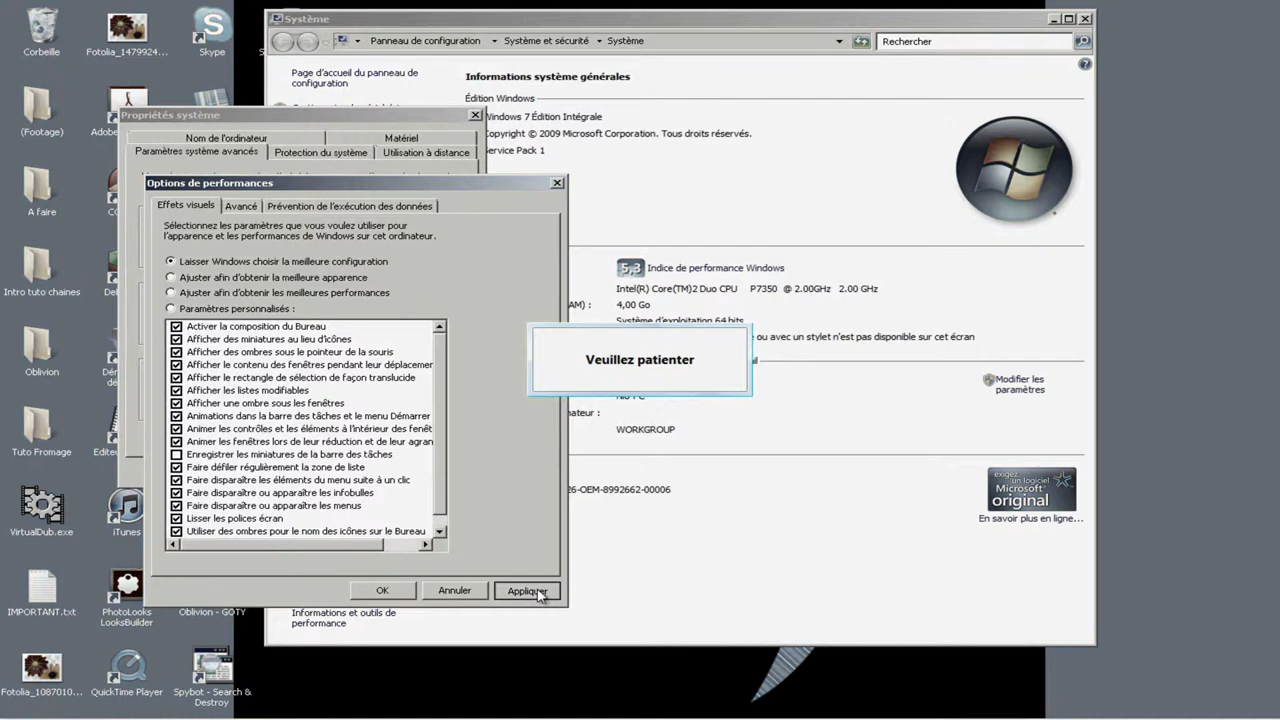 Corbeille
Fotolia_1479924...
Skype
(Footage)
A faire
Intro tuto chaines
Oblivion
Tuto Fromage
VirtualDub.exe
iTunes
IMPORTANT.txt
PhotoLooks
LooksBuilder
Oblivion - GOTY
Fotolia_1087010...
QuickTime Player
Spybot - Search &
Destroy
Système
Panneau de configuration
Système et sécurité
Système
Rechercher
Page d'accueil du panneau de
configuration
Informations système générales
Édition Windows
Windows 7 Édition Intégrale
Copyright © 2009 Microsoft Corporation. Tous droits réservés.
Service Pack 1
5,3
Indice de performance Windows
Intel(R) Core(TM)2 Duo CPU P7350 @ 2.00GHz 2.00 GHz
4,00 Go
Système d'exploitation 64 bits
ou avec un stylet n'est pas disponible sur cet écran
Modifier les
paramètres
WORKGROUP
26-OEM-8992662-00006
exigez
un logiciel
Microsoft
original
En savoir plus en ligne...
Informations et outils de
performance
Propriétés système
Nom de l'ordinateur
Matériel
Paramètres système avancés
Protection du système
Utilisation à distance
Options de performances
Effets visuels
Avancé
Prévention de l'exécution des données
Sélectionnez les paramètres que vous voulez utiliser pour
l'apparence et les performances de Windows sur cet ordinateur.
Laisser Windows choisir la meilleure configuration
Ajuster afin d'obtenir la meilleure apparence
Ajuster afin d'obtenir les meilleures performances
Paramètres personnalisés :
Activer la composition du Bureau
Afficher des miniatures au lieu d'icônes
Afficher des ombres sous le pointeur de la souris
Afficher le contenu des fenêtres pendant leur déplacemer
Afficher le rectangle de sélection de façon translucide
Afficher les listes modifiables
Afficher une ombre sous les fenêtres
Animations dans la barre des tâches et le menu Démarrer
Animer les contrôles et les éléments à l'intérieur des fenêt
Animer les fenêtres lors de leur réduction et de leur agran
Enregistrer les miniatures de la barre des tâches
Faire défiler régulièrement la zone de liste
Faire disparaître les éléments du menu suite à un clic
Faire disparaître ou apparaître les infobulles
Faire disparaître ou apparaître les menus
Lisser les polices écran
Utiliser des ombres pour le nom des icônes sur le Bureau
OK
Annuler
Appliquer
Veuillez patienter